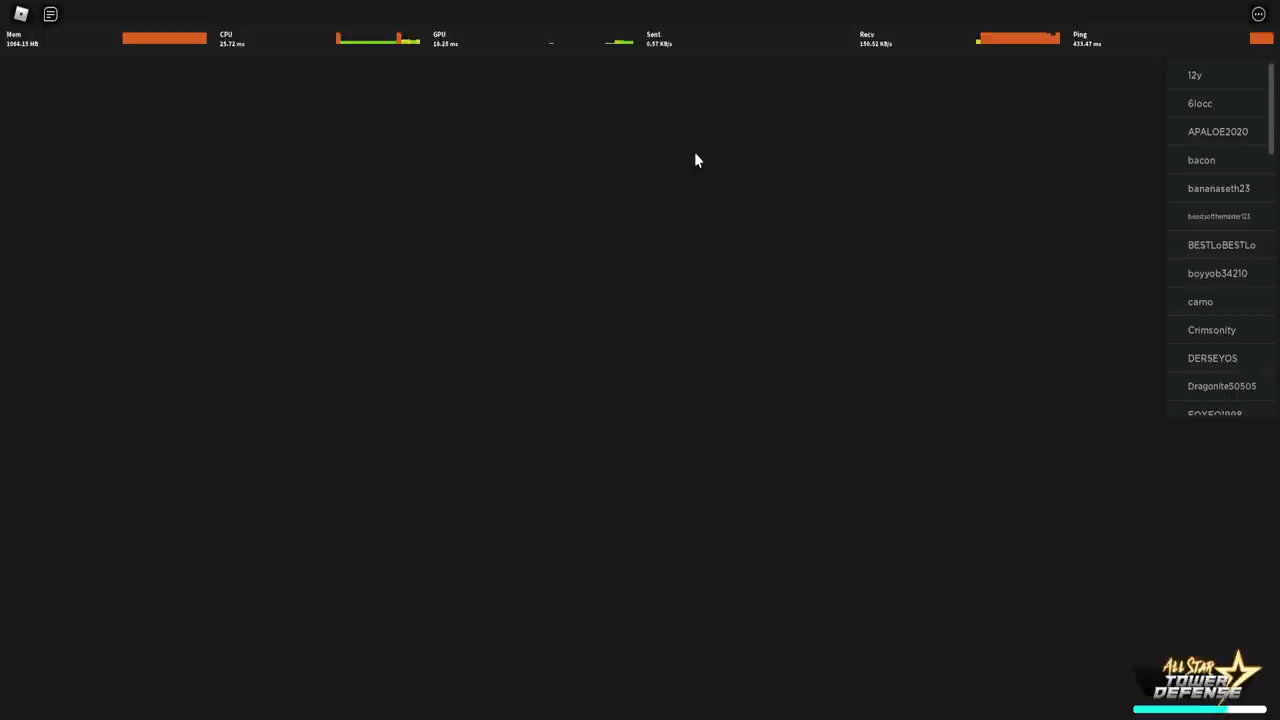 Mem
1064.15 MB
CPU
25.72 ms
GPU
18.25 ms
Sent
0.57 KB/s
Recv
150.52 KB/s
Ping
433.47 ms
12y
6locc
APALOE2020
bacon
bananaseth23
beastsofthemaster123
BESTLoBESTLo
boyyob34210
carno
Crimsonity
DERSEYOS
Dragonite50505
ALL STAR
TOWER
DEFENSE